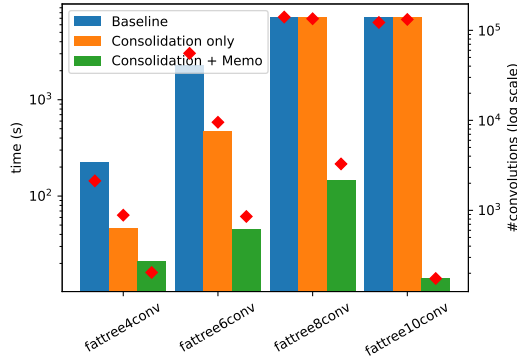 Baseline
Consolidation only
Consolidation + Memo
time (s)
10³
10²
#convolutions (log scale)
10⁵
10⁴
10³
fattree4conv
fattree6conv
fattree8conv
fattree10conv